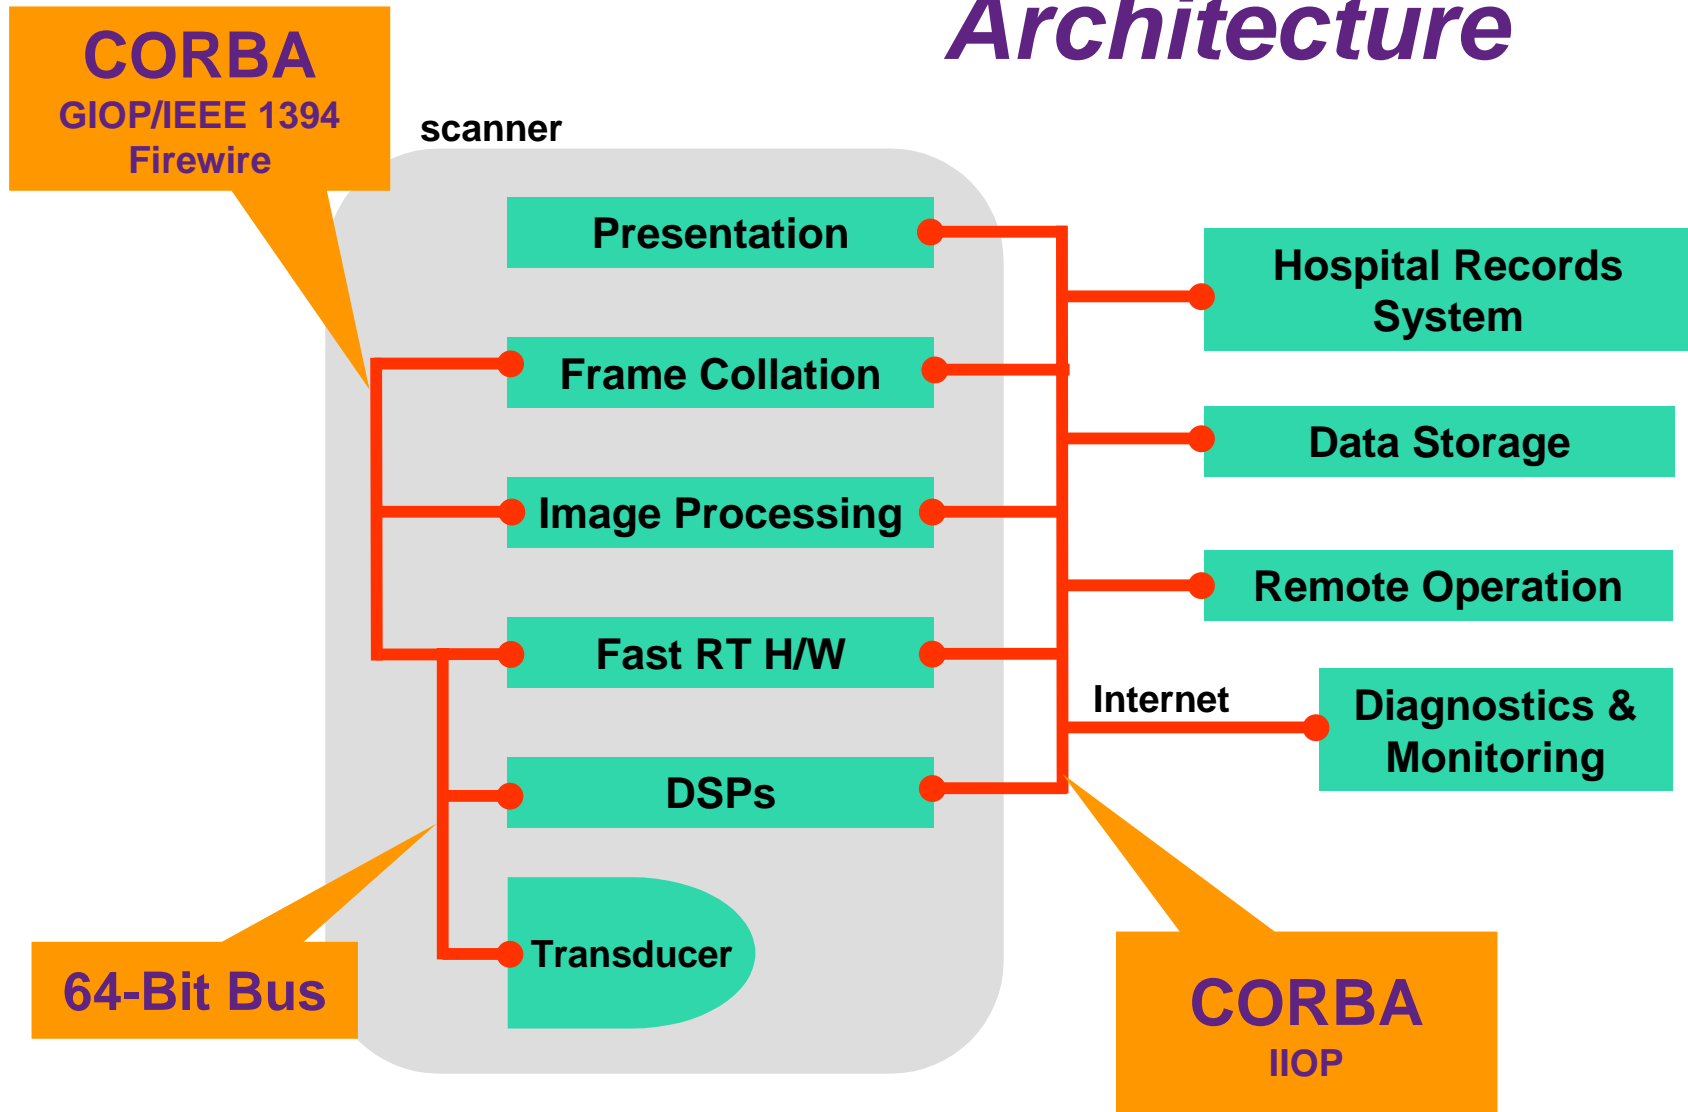 Architecture
CORBA
GIOP/IEEE 1394
Firewire
scanner
Presentation
Frame Collation
Image Processing
Fast RT H/W
DSPs
Transducer
Hospital Records
System
Data Storage
Remote Operation
Internet
Diagnostics &
Monitoring
64-Bit Bus
CORBA
IIOP